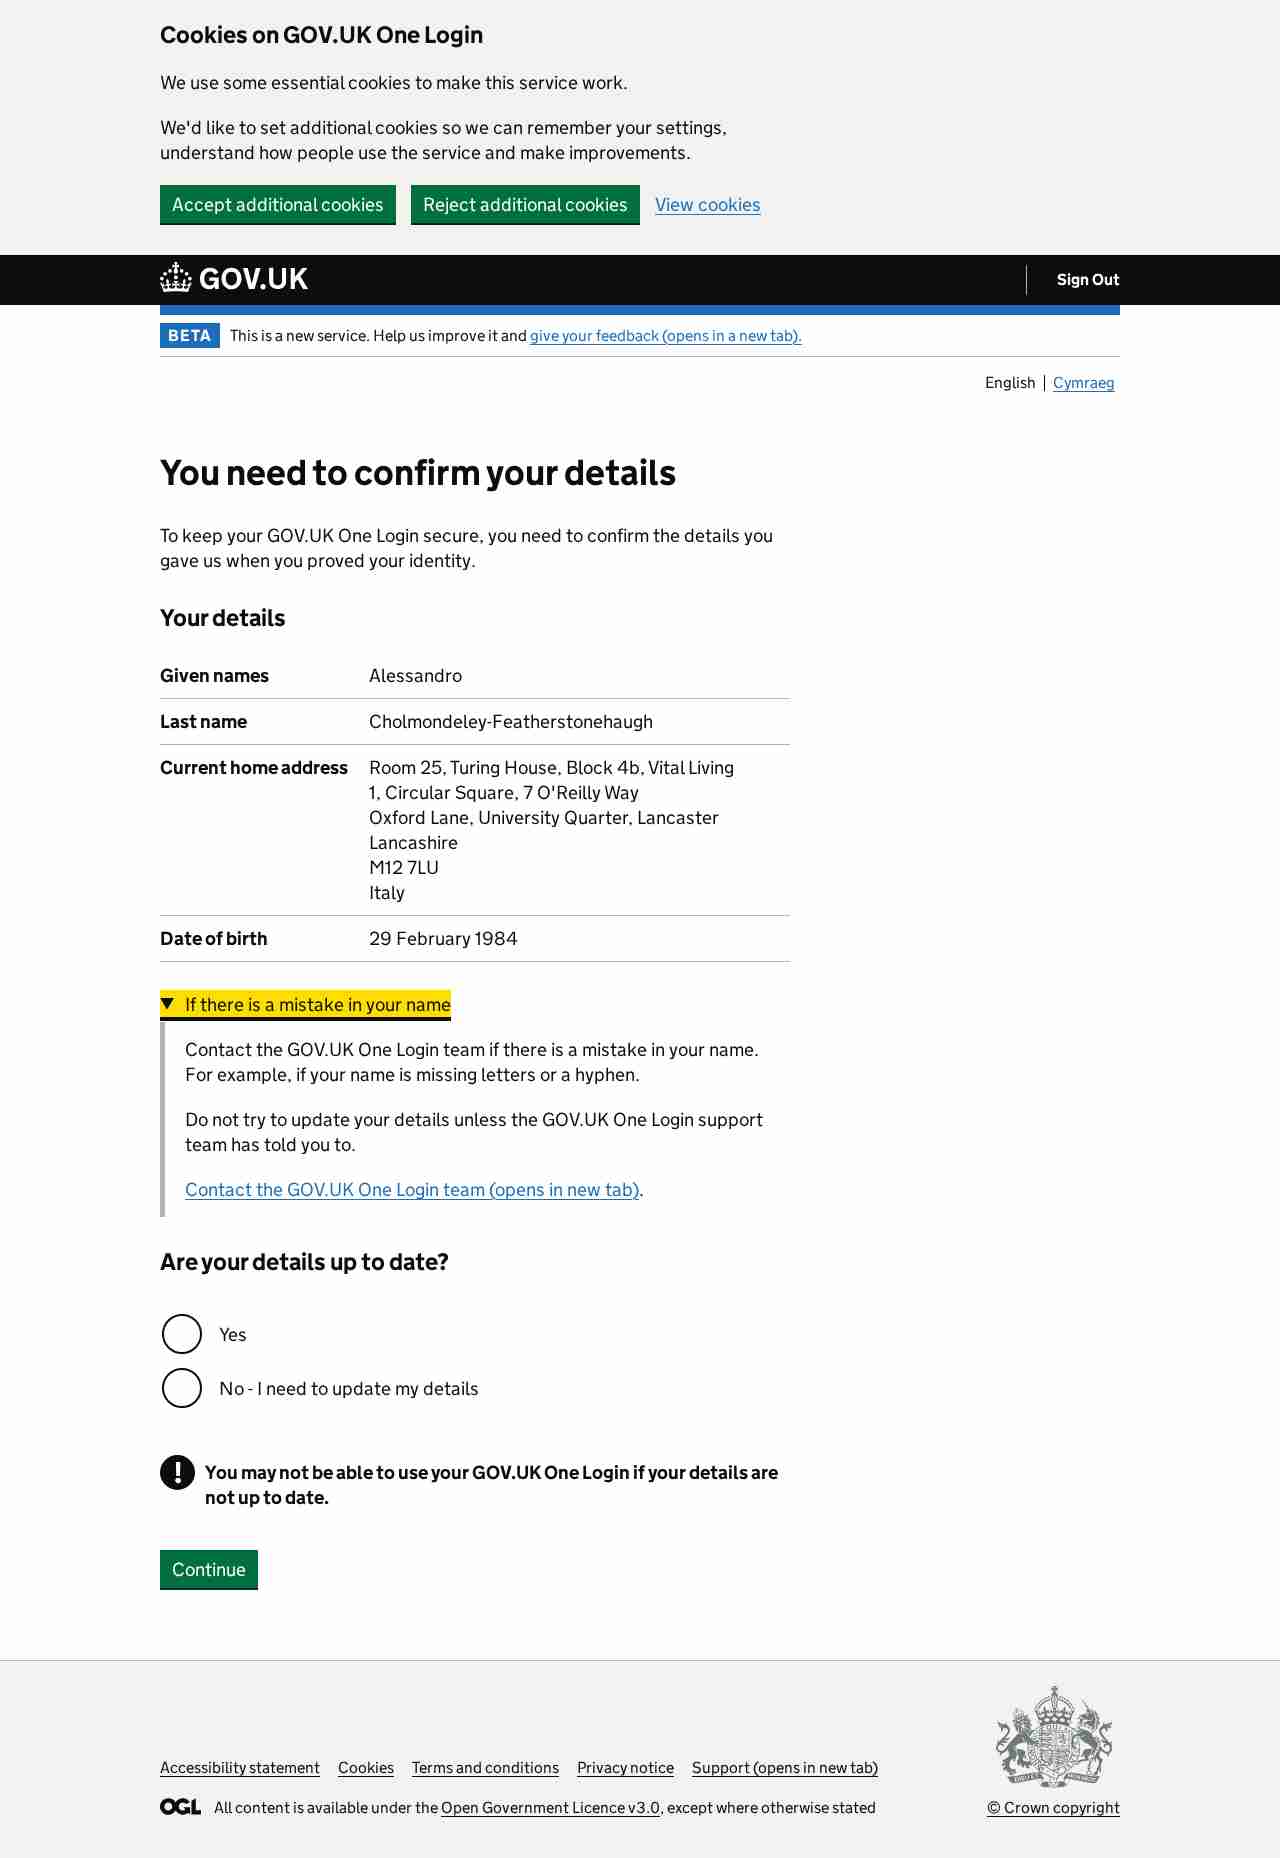 Cookies on GOV.UK One Login
We use some essential cookies to make this service work.
We'd like to set additional cookies so we can remember your settings,
understand how people use the service and make improvements.
Accept additional cookies
Reject additional cookies
View cookies
GOV.UK
Sign Out
BETA
This is a new service. Help us improve it and give your feedback (opens in a new tab).
English
Cymraeg
You need to confirm your details
To keep your GOV.UK One Login secure, you need to confirm the details you
gave us when you proved your identity.
Your details
Given names
Alessandro
Last name
Cholmondeley-Featherstonehaugh
Current home address
Room 25, Turing House, Block 4b, Vital Living
1, Circular Square, 7 O'Reilly Way
Oxford Lane, University Quarter, Lancaster
Lancashire
M12 7LU
Italy
Date of birth
29 February 1984
If there is a mistake in your name
Contact the GOV.UK One Login team if there is a mistake in your name.
For example, if your name is missing letters or a hyphen.
Do not try to update your details unless the GOV.UK One Login support
team has told you to.
Contact the GOV.UK One Login team (opens in new tab).
Are your details up to date?
Yes
No - I need to update my details
!
You may not be able to use your GOV.UK One Login if your details are
not up to date.
Continue
Accessibility statement
Cookies
Terms and conditions
Privacy notice
Support (opens in new tab)
OGL
All content is available under the Open Government Licence v3.0, except where otherwise stated
© Crown copyright